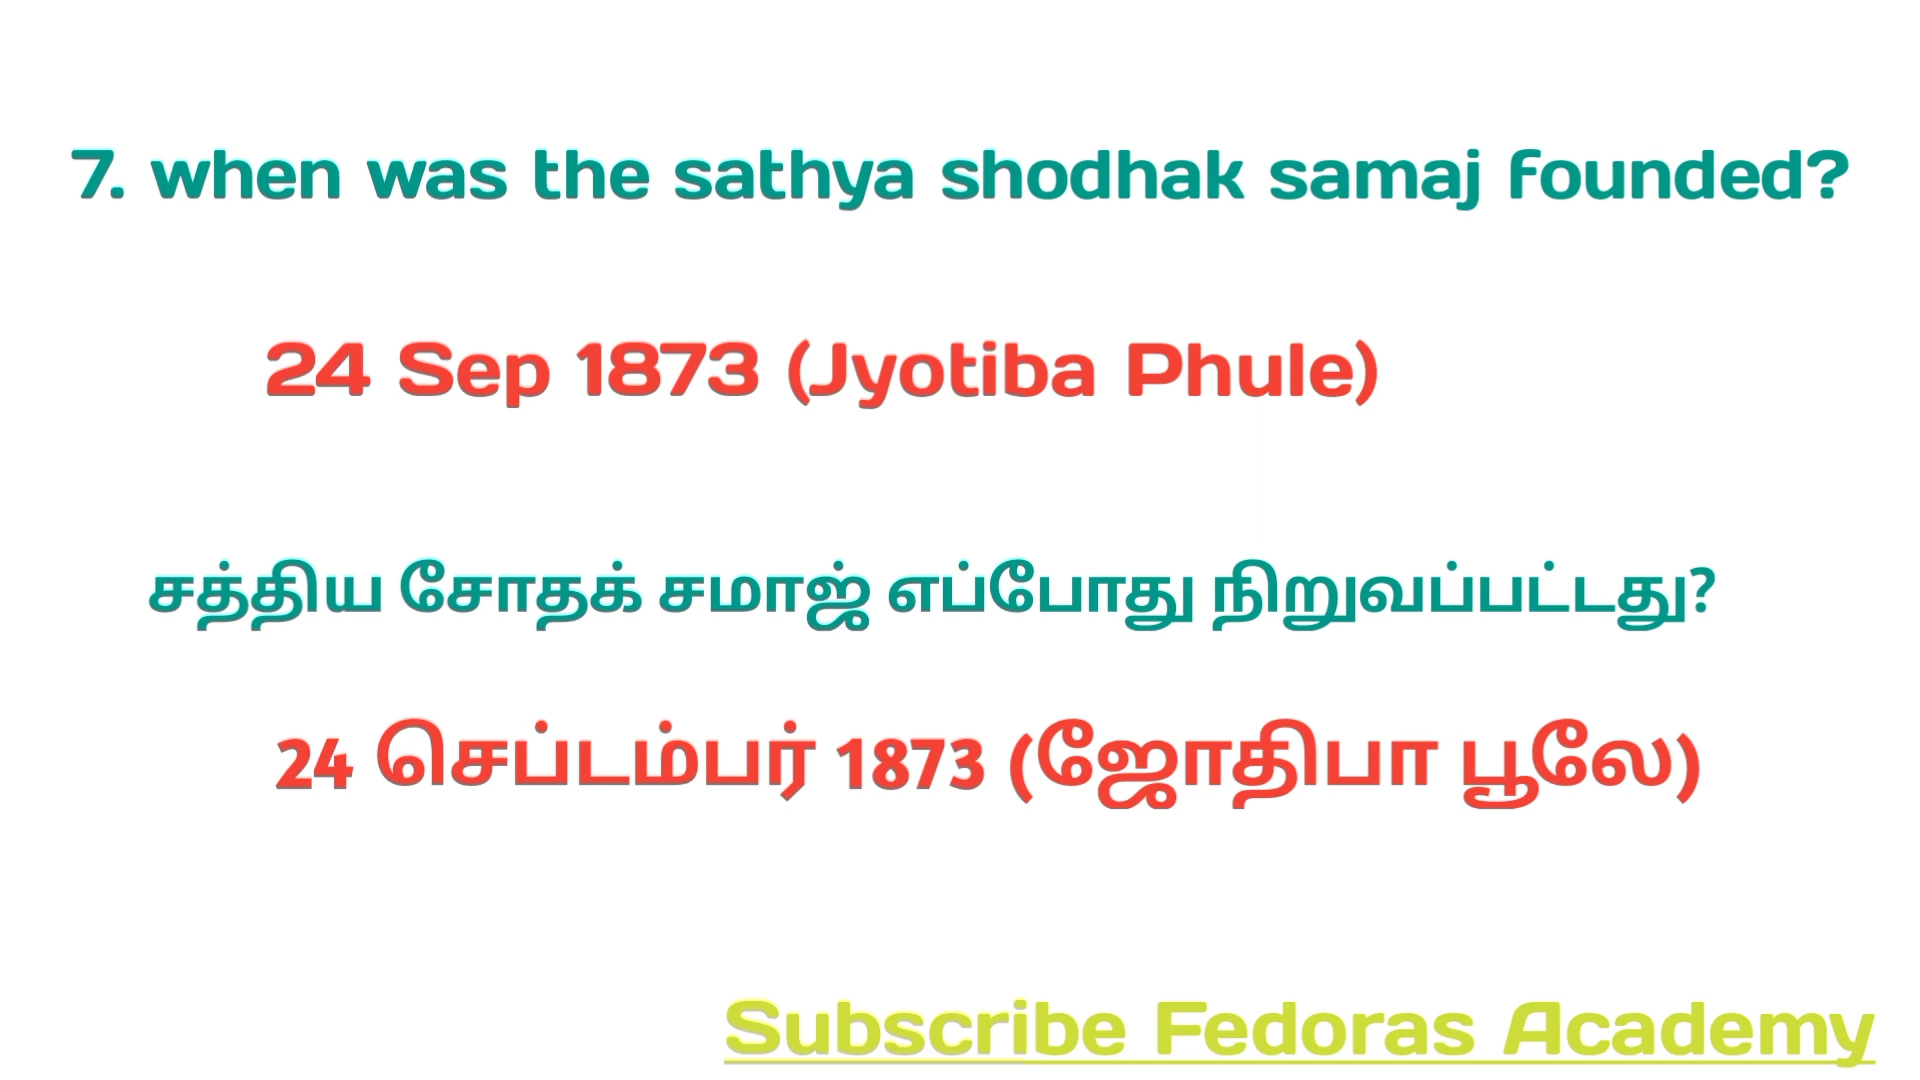 7. when was the sathya shodhak samaj founded?
24 Sep 1873 (Jyotiba Phule)
சத்திய சோதக் சமாஜ் எப்போது நிறுவப்பட்டது?
24 செப்டம்பர் 1873 (ஜோதிபா பூலே)
Subscribe Fedoras Academy